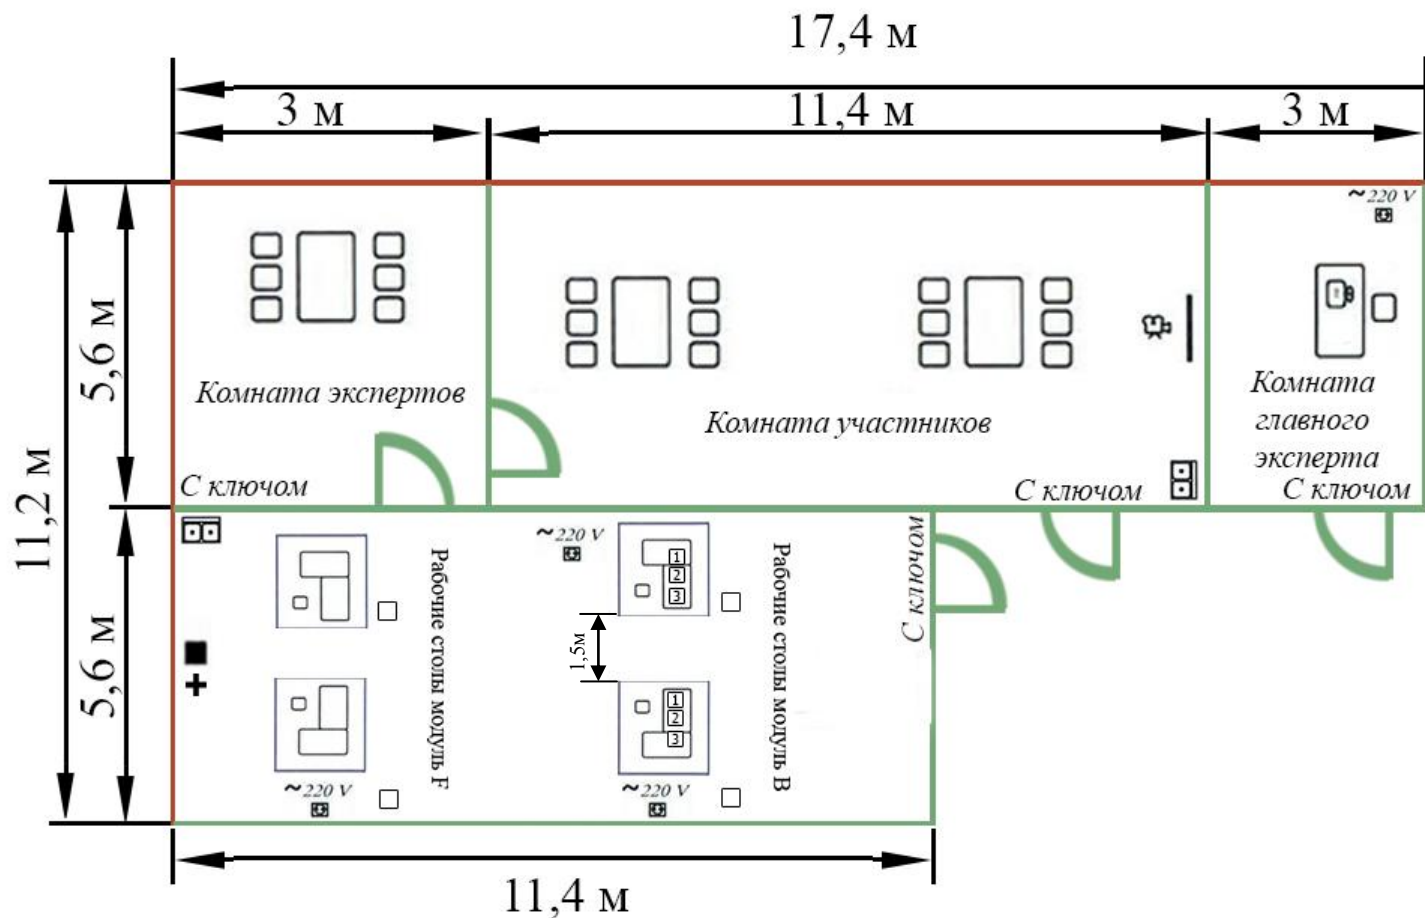 17,4 м
3 м
11,4 м
3 м
~220 V
5,6 м
11,2 м
Комната экспертов
Комната участников
Комната
главного
эксперта
С ключом
С ключом
С ключом
5,6 м
~220 V
1
2
3
Рабочие столы модуль F
Рабочие столы модуль B
С ключом
1,5м
1
2
3
~220 V
~220 V
11,4 м